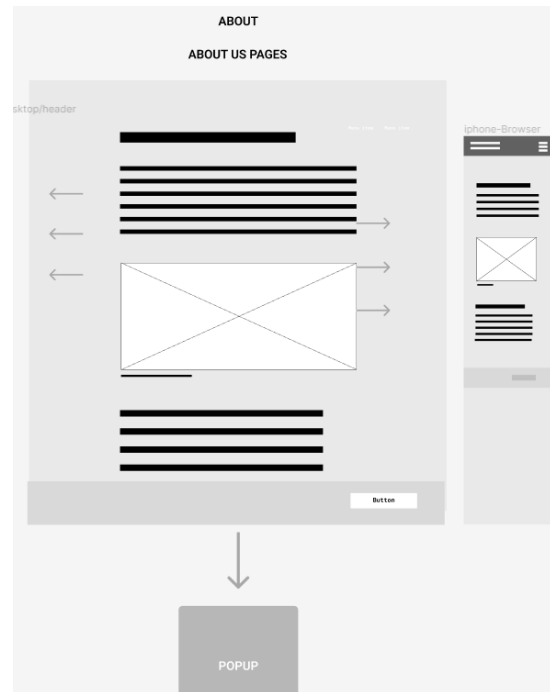 ABOUT
ABOUT US PAGES
sktop/header
iphone-Browser
Button
POPUP